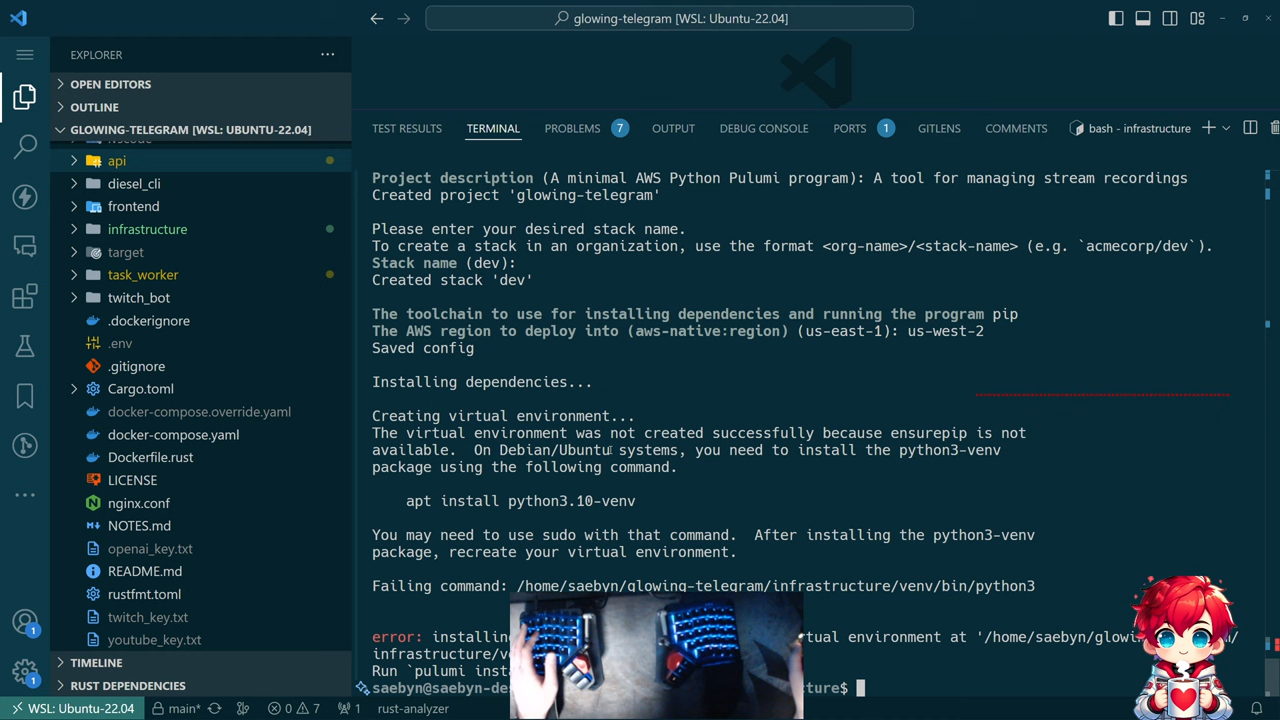 glowing-telegram [WSL: Ubuntu-22.04]
EXPLORER
OPEN EDITORS
OUTLINE
GLOWING-TELEGRAM [WSL: UBUNTU-22.04]
.vscode
api
diesel_cli
frontend
infrastructure
target
task_worker
twitch_bot
.dockerignore
.env
.gitignore
Cargo.toml
docker-compose.override.yaml
docker-compose.yaml
Dockerfile.rust
LICENSE
nginx.conf
NOTES.md
openai_key.txt
README.md
rustfmt.toml
twitch_key.txt
youtube_key.txt
TIMELINE
RUST DEPENDENCIES
1
1
TEST RESULTS TERMINAL PROBLEMS 7 OUTPUT DEBUG CONSOLE PORTS 1 GITLENS COMMENTS bash - infrastructure
Project description (A minimal AWS Python Pulumi program): A tool for managing stream recordings
Created project 'glowing-telegram'
Please enter your desired stack name.
To create a stack in an organization, use the format <org-name>/<stack-name> (e.g. `acmecorp/dev`).
Stack name (dev):
Created stack 'dev'
The toolchain to use for installing dependencies and running the program pip
The AWS region to deploy into (aws-native:region) (us-east-1): us-west-2
Saved config
Installing dependencies...
Creating virtual environment...
The virtual environment was not created successfully because ensurepip is not
available.  On Debian/Ubuntu systems, you need to install the python3-venv
package using the following command.
apt install python3.10-venv
You may need to use sudo with that command.  After installing the python3-venv
package, recreate your virtual environment.
Failing command: /home/saebyn/glowing-telegram/infrastructure/venv/bin/python3
error: installing environment at '/home/saebyn/
infrastructure/
Run `pulumi
saebyn@saebyn-
WSL: Ubuntu-22.04 main* 0 7 1 rust-analyzer